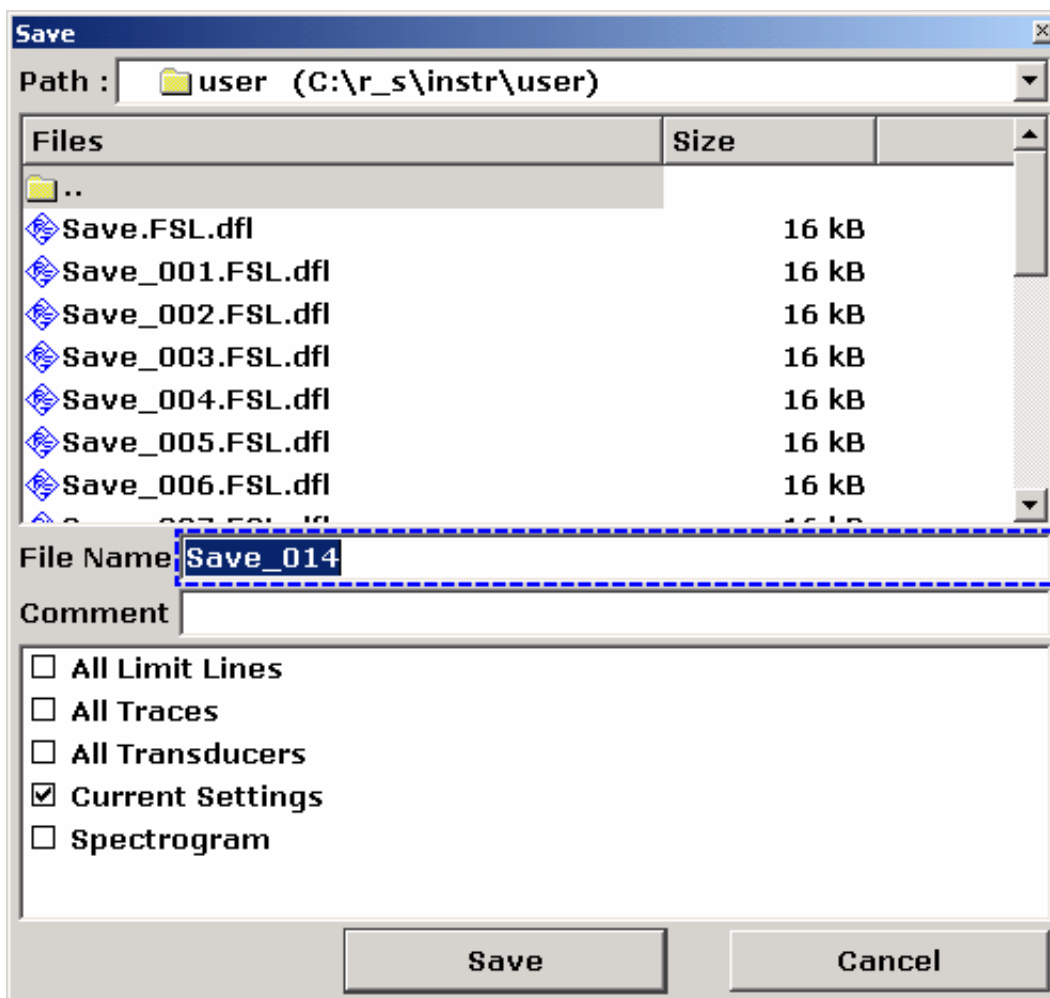 Save
Path : user (C:\r_s\instr\user)
Files Size
..
Save.FSL.dfl 16 kB
Save_001.FSL.dfl 16 kB
Save_002.FSL.dfl 16 kB
Save_003.FSL.dfl 16 kB
Save_004.FSL.dfl 16 kB
Save_005.FSL.dfl 16 kB
Save_006.FSL.dfl 16 kB
File Name Save_014
Comment
All Limit Lines
All Traces
All Transducers
Current Settings
Spectrogram
Save Cancel